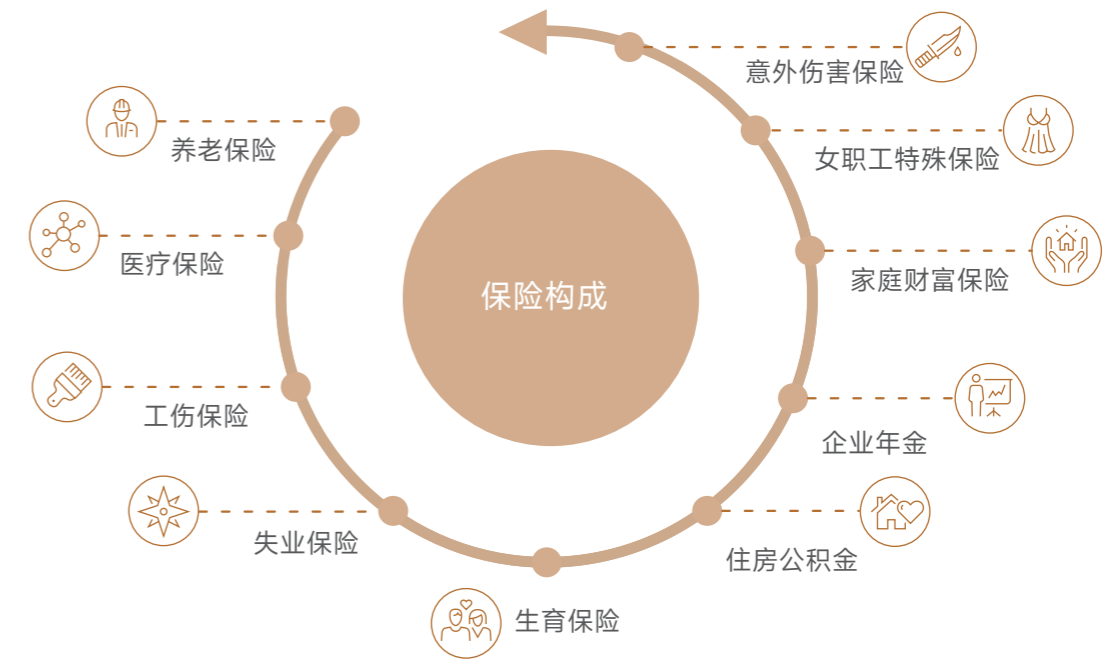 意外伤害保险
养老保险
女职工特殊保险
医疗保险
家庭财富保险
保险构成
工伤保险
企业年金
失业保险
住房公积金
生育保险